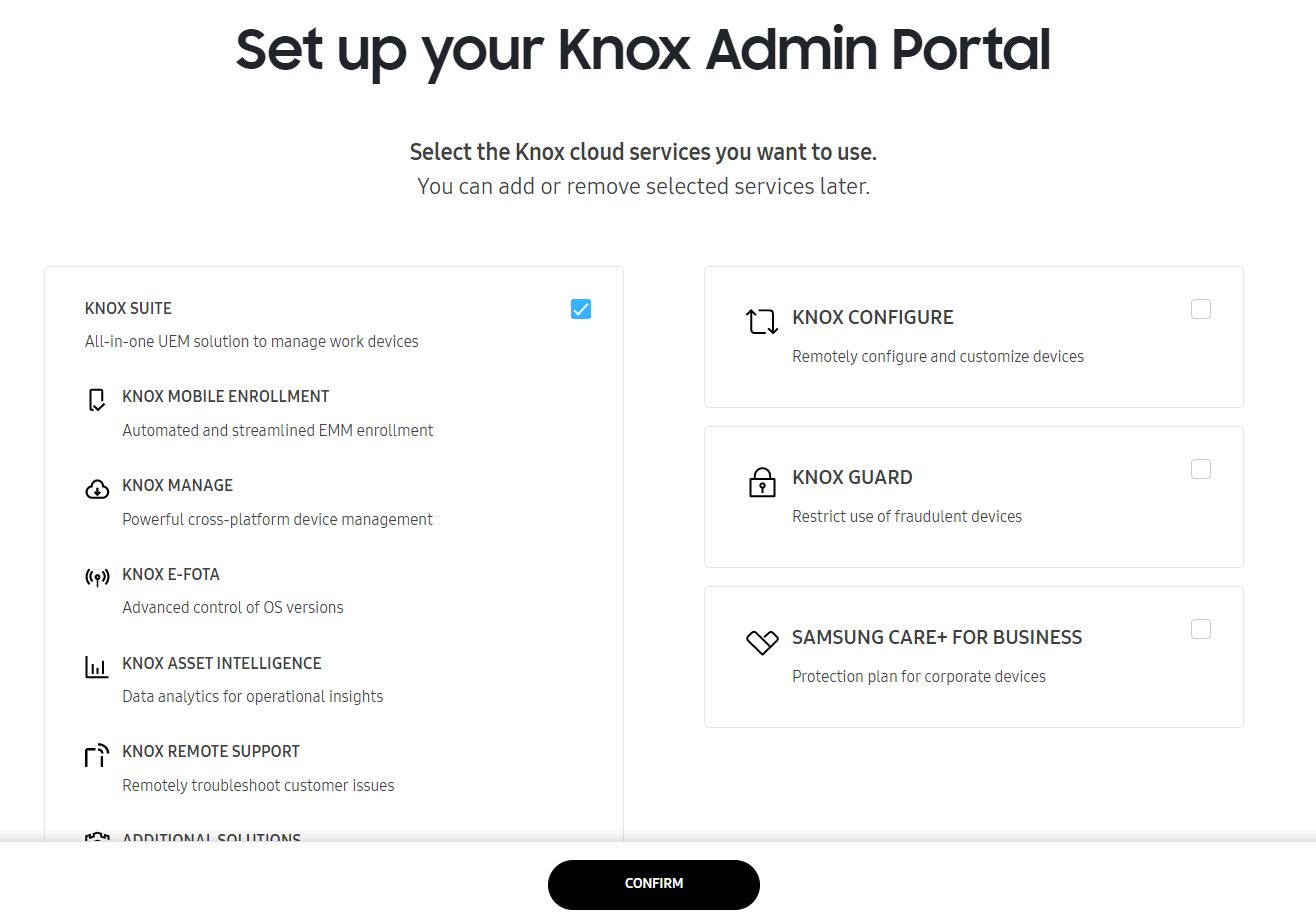 Set up your Knox Admin Portal
Select the Knox cloud services you want to use.
You can add or remove selected services later.
KNOX SUITE
All-in-one UEM solution to manage work devices
KNOX MOBILE ENROLLMENT
Automated and streamlined EMM enrollment
KNOX MANAGE
Powerful cross-platform device management
KNOX E-FOTA
Advanced control of OS versions
KNOX ASSET INTELLIGENCE
Data analytics for operational insights
KNOX REMOTE SUPPORT
Remotely troubleshoot customer issues
ADDITIONAL SOLUTIONS
KNOX CONFIGURE
Remotely configure and customize devices
KNOX GUARD
Restrict use of fraudulent devices
SAMSUNG CARE+ FOR BUSINESS
Protection plan for corporate devices
CONFIRM